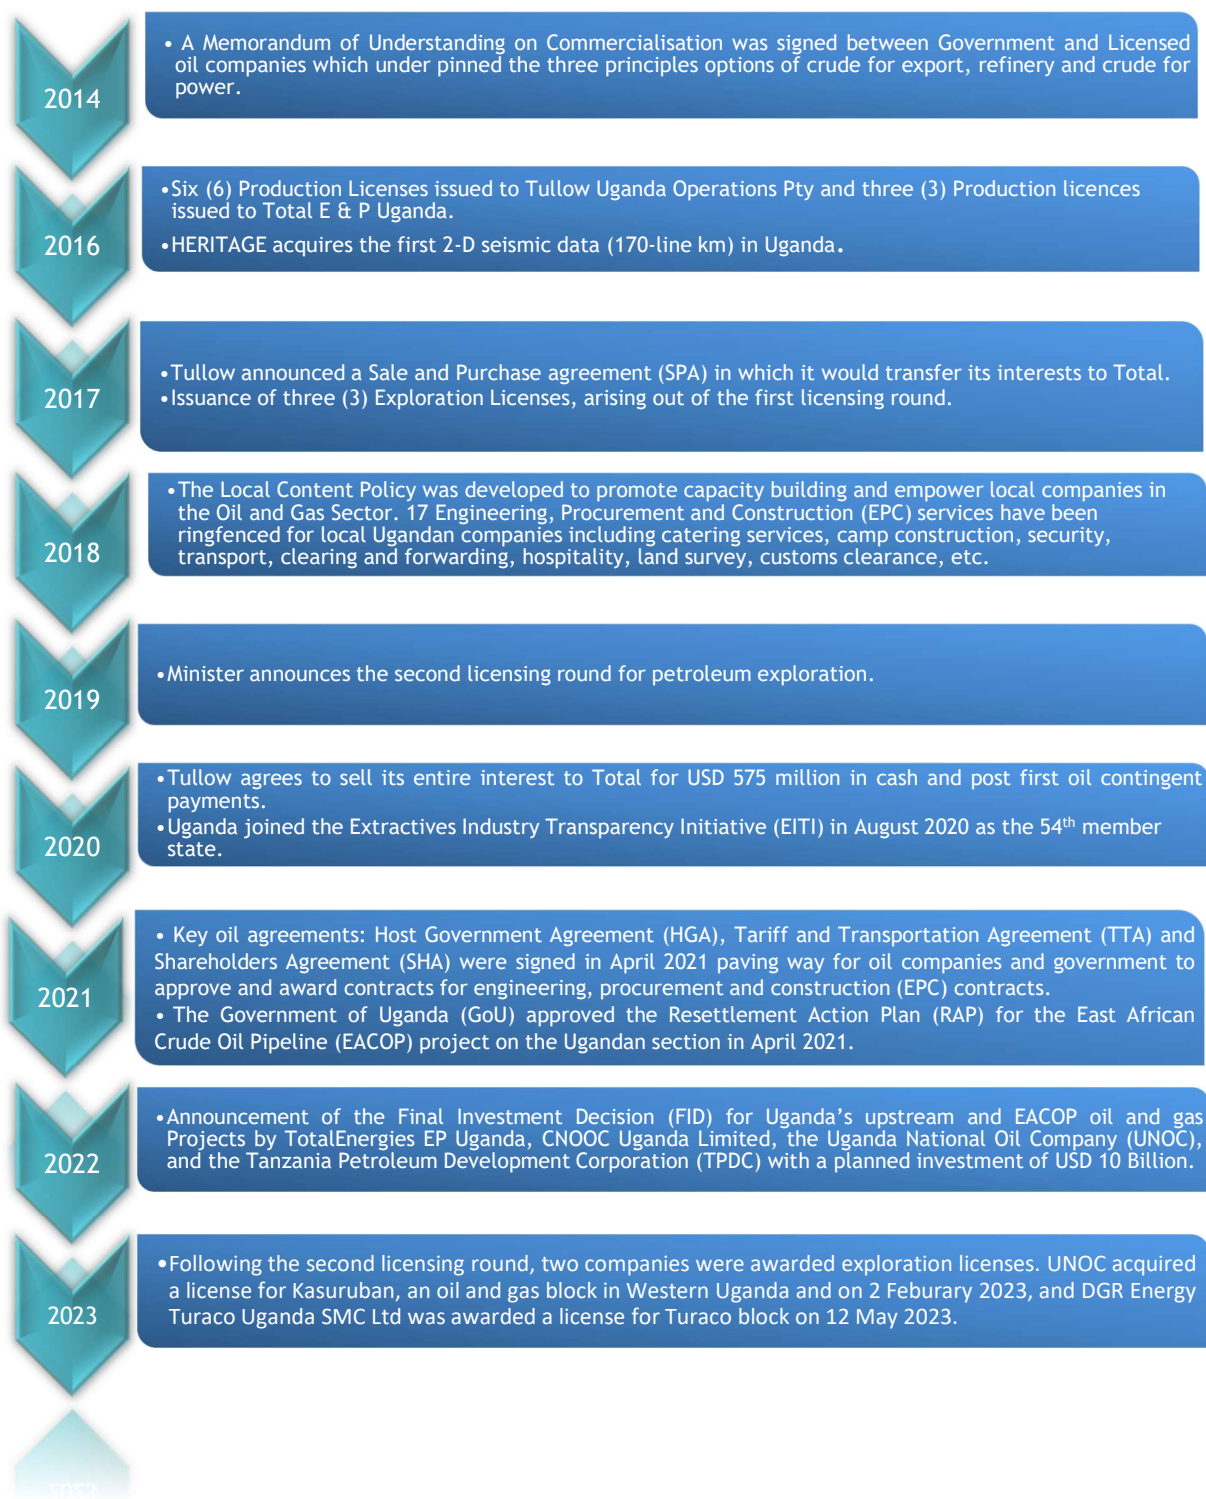 2014
• A Memorandum of Understanding on Commercialisation was signed between Government and Licensed
oil companies which under pinned the three principles options of crude for export, refinery and crude for
power.
2016
•Six (6) Production Licenses issued to Tullow Uganda Operations Pty and three (3) Production licences
issued to Total E & P Uganda.
•HERITAGE acquires the first 2-D seismic data (170-line km) in Uganda.
2017
•Tullow announced a Sale and Purchase agreement (SPA) in which it would transfer its interests to Total.
•Issuance of three (3) Exploration Licenses, arising out of the first licensing round.
2018
•The Local Content Policy was developed to promote capacity building and empower local companies in
the Oil and Gas Sector. 17 Engineering, Procurement and Construction (EPC) services have been
ringfenced for local Ugandan companies including catering services, camp construction, security,
transport, clearing and forwarding, hospitality, land survey, customs clearance, etc.
2019
•Minister announces the second licensing round for petroleum exploration.
2020
•Tullow agrees to sell its entire interest to Total for USD 575 million in cash and post first oil contingent
payments.
•Uganda joined the Extractives Industry Transparency Initiative (EITI) in August 2020 as the 54th member
state.
2021
• Key oil agreements: Host Government Agreement (HGA), Tariff and Transportation Agreement (TTA) and
Shareholders Agreement (SHA) were signed in April 2021 paving way for oil companies and government to
approve and award contracts for engineering, procurement and construction (EPC) contracts.
• The Government of Uganda (GoU) approved the Resettlement Action Plan (RAP) for the East African
Crude Oil Pipeline (EACOP) project on the Ugandan section in April 2021.
2022
•Announcement of the Final Investment Decision (FID) for Uganda’s upstream and EACOP oil and gas
Projects by TotalEnergies EP Uganda, CNOOC Uganda Limited, the Uganda National Oil Company (UNOC),
and the Tanzania Petroleum Development Corporation (TPDC) with a planned investment of USD 10 Billion.
2023
•Following the second licensing round, two companies were awarded exploration licenses. UNOC acquired
a license for Kasuruban, an oil and gas block in Western Uganda and on 2 Feburary 2023, and DGR Energy
Turaco Uganda SMC Ltd was awarded a license for Turaco block on 12 May 2023.